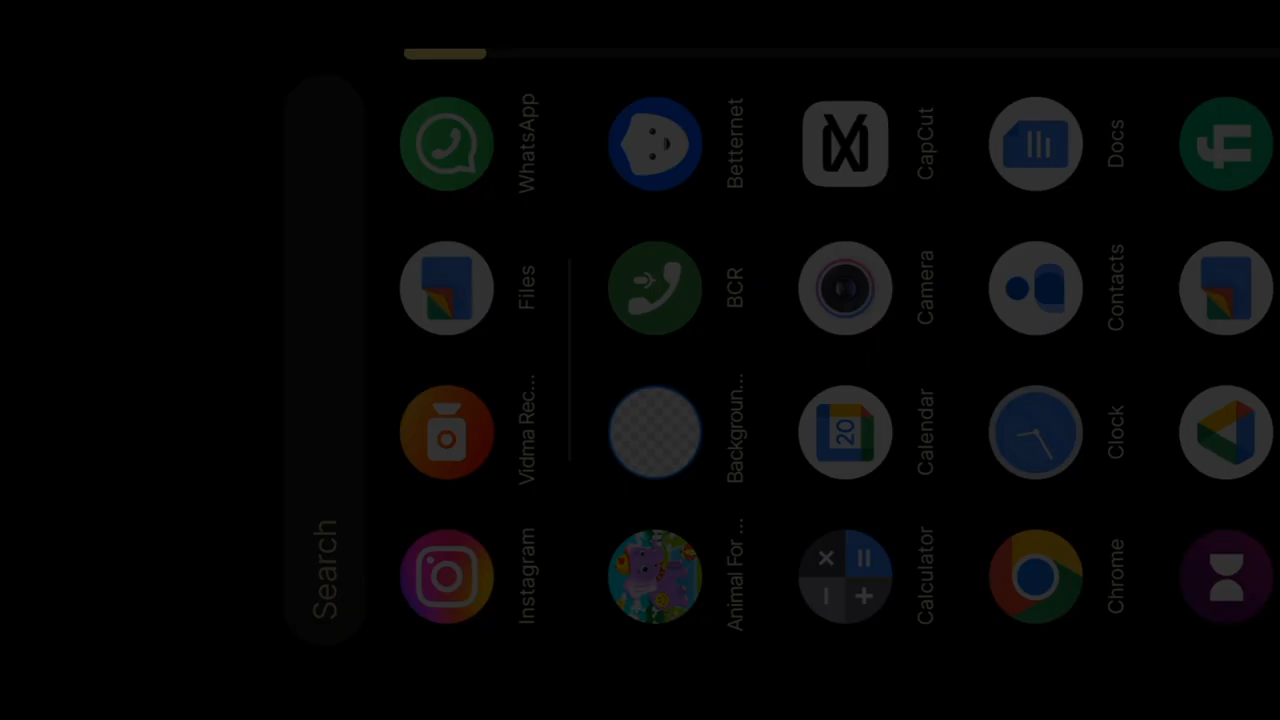 Search
Instagram
Vidma Rec...
Files
WhatsApp
Animal For ...
Backgroun...
BCR
Betternet
Calculator
20
Calendar
Camera
CapCut
Chrome
Clock
Contacts
Docs